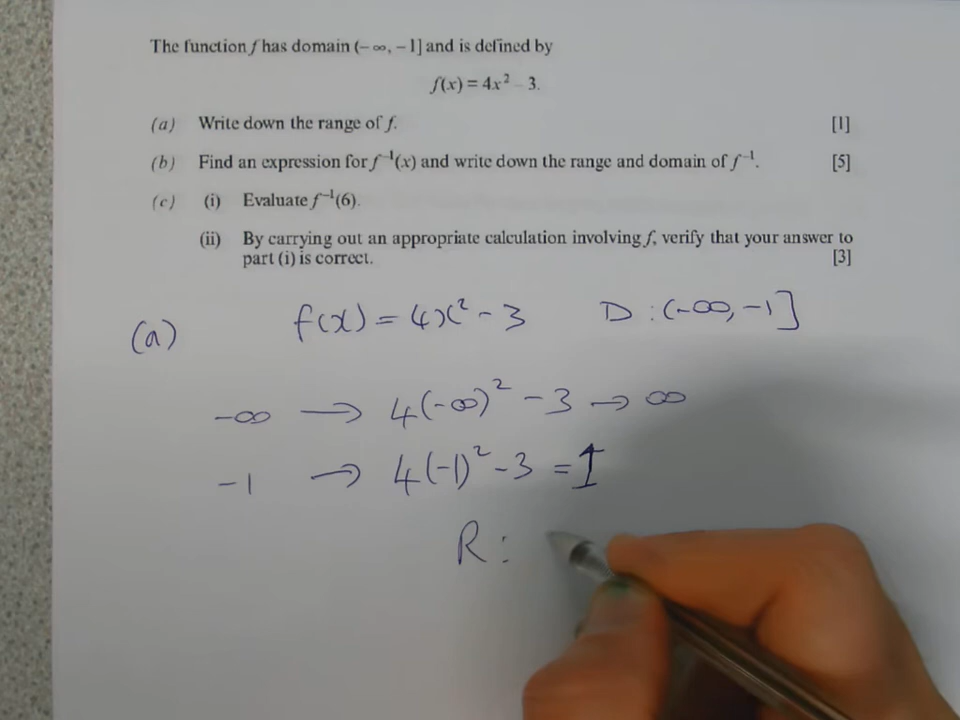 The function f has domain (−∞, −1] and is defined by
f(x) = 4x² − 3.
(a) Write down the range of f. [1]
(b) Find an expression for f⁻¹(x) and write down the range and domain of f⁻¹. [5]
(c) (i) Evaluate f⁻¹(6).
(ii) By carrying out an appropriate calculation involving f, verify that your answer to
part (i) is correct. [3]
(a) f(x) = 4x² − 3 D : (−∞, −1]
−∞ → 4(−∞)² − 3 → ∞
−1 → 4(−1)² − 3 = 1
R :